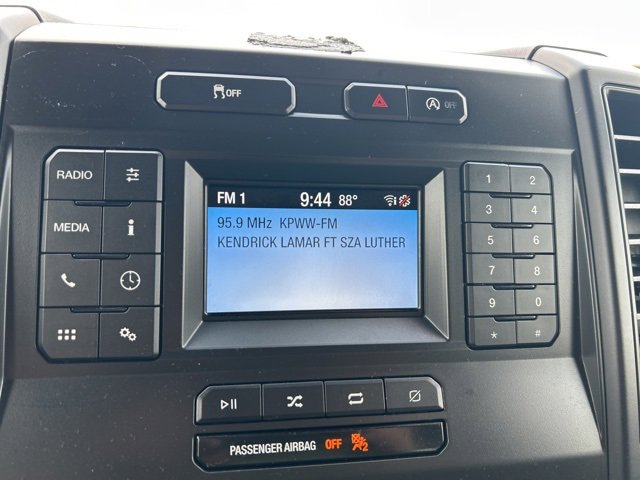 OFF
A OFF
RADIO
MEDIA
i
FM 1 9:44 88°
95.9 MHz KPWW-FM
KENDRICK LAMAR FT SZA LUTHER
1 2
3 4
5 6
7 8
9 0
* #
PASSENGER AIRBAG OFF 2